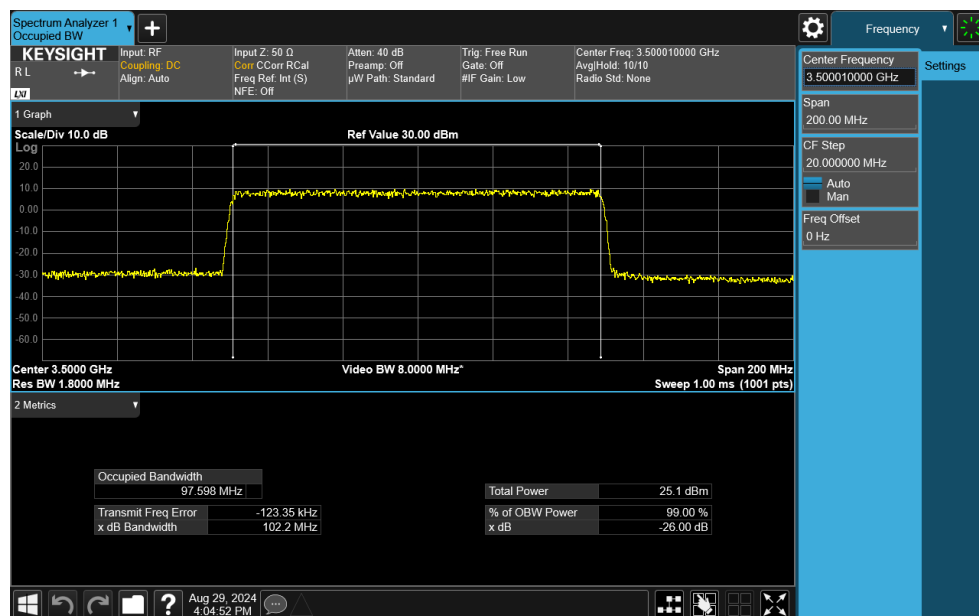 Spectrum Analyzer 1
Occupied BW
Frequency
KEYSIGHT
R L
LXI
Input: RF
Coupling: DC
Align: Auto
Input Z: 50 Ω
Corr CCorr RCal
Freq Ref: Int (S)
NFE: Off
Atten: 40 dB
Preamp: Off
µW Path: Standard
Trig: Free Run
Gate: Off
#IF Gain: Low
Center Freq: 3.500010000 GHz
Avg|Hold: 10/10
Radio Std: None
Center Frequency
3.500010000 GHz
Settings
Span
200.00 MHz
CF Step
20.000000 MHz
Auto
Man
Freq Offset
0 Hz
1 Graph
Scale/Div 10.0 dB
Ref Value 30.00 dBm
Log
20.0
10.0
0.00
-10.0
-20.0
-30.0
-40.0
-50.0
-60.0
Center 3.5000 GHz
Video BW 8.0000 MHz*
Span 200 MHz
Res BW 1.8000 MHz
Sweep 1.00 ms (1001 pts)
2 Metrics
Occupied Bandwidth
97.598 MHz
Total Power 25.1 dBm
Transmit Freq Error -123.35 kHz
% of OBW Power 99.00 %
x dB Bandwidth 102.2 MHz
x dB -26.00 dB
?
Aug 29, 2024
4:04:52 PM